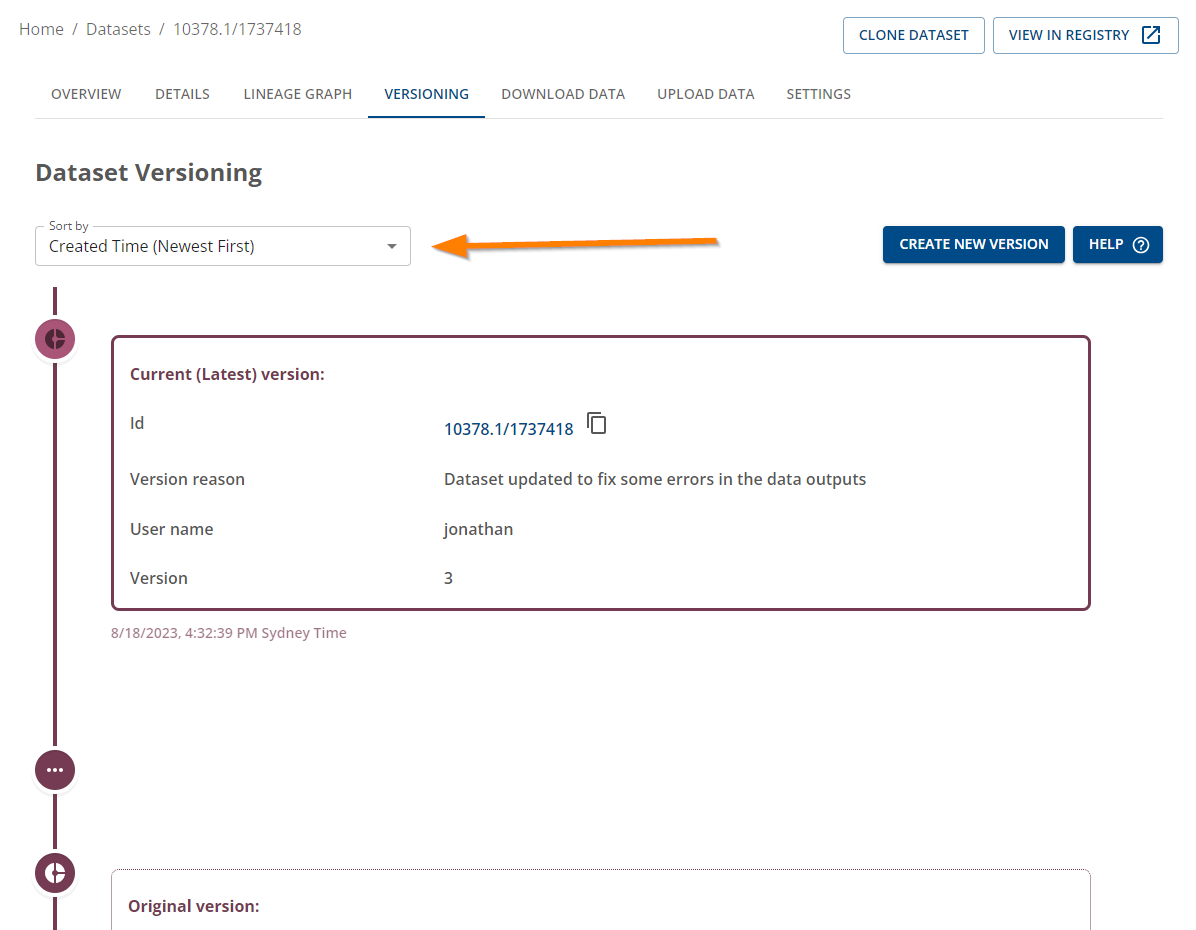 Home / Datasets / 10378.1/1737418
CLONE DATASET
VIEW IN REGISTRY
OVERVIEW DETAILS LINEAGE GRAPH VERSIONING DOWNLOAD DATA UPLOAD DATA SETTINGS
Dataset Versioning
Sort by
Created Time (Newest First)
CREATE NEW VERSION
HELP ?
Current (Latest) version:
Id 10378.1/1737418
Version reason Dataset updated to fix some errors in the data outputs
User name jonathan
Version 3
8/18/2023, 4:32:39 PM Sydney Time
Original version: